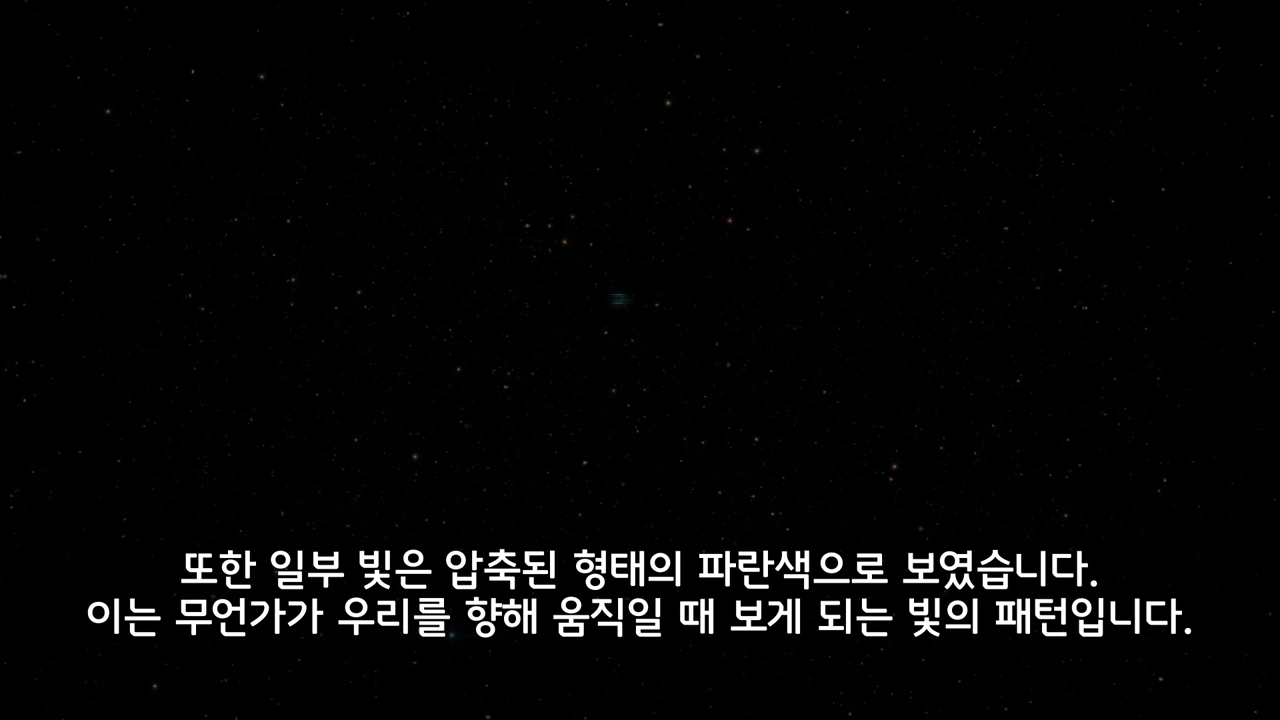 또한 일부 빛은 압축된 형태의 파란색으로 보였습니다.
이는 무언가가 우리를 향해 움직일 때 보게 되는 빛의 패턴입니다.